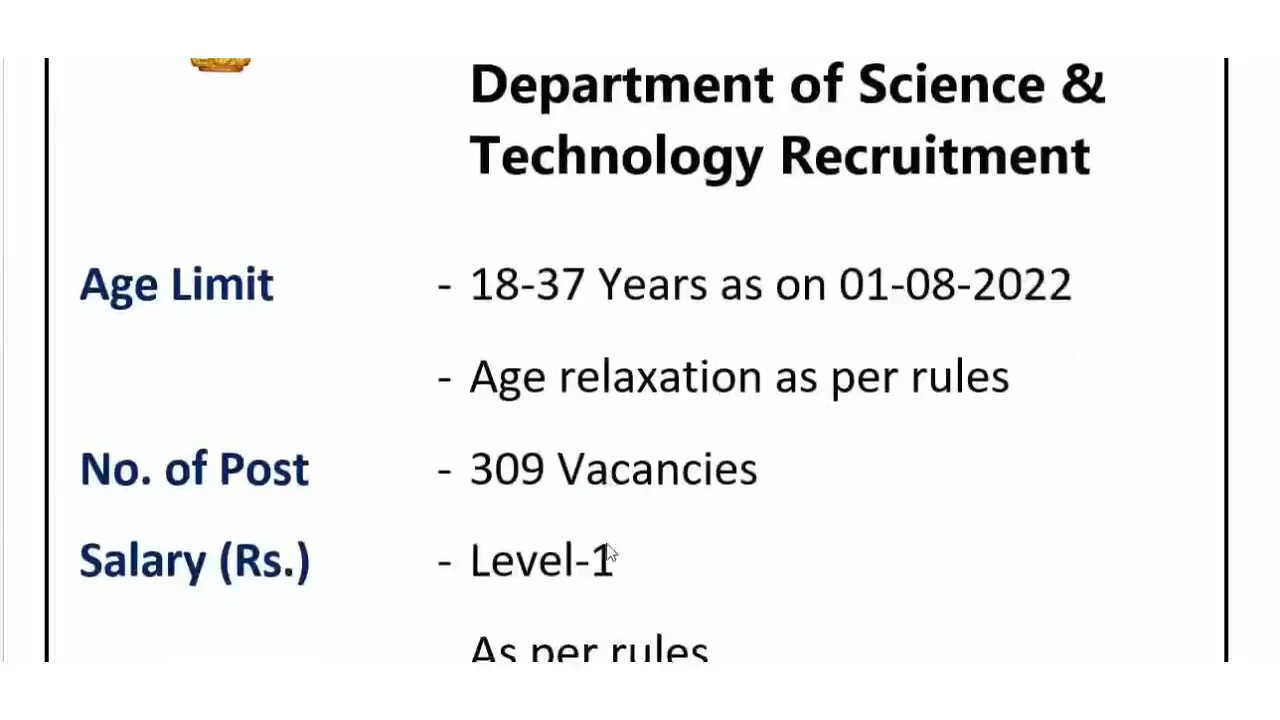 Department of Science &
Technology Recruitment
Age Limit - 18-37 Years as on 01-08-2022
- Age relaxation as per rules
No. of Post - 309 Vacancies
Salary (Rs.) - Level-1
As per rules